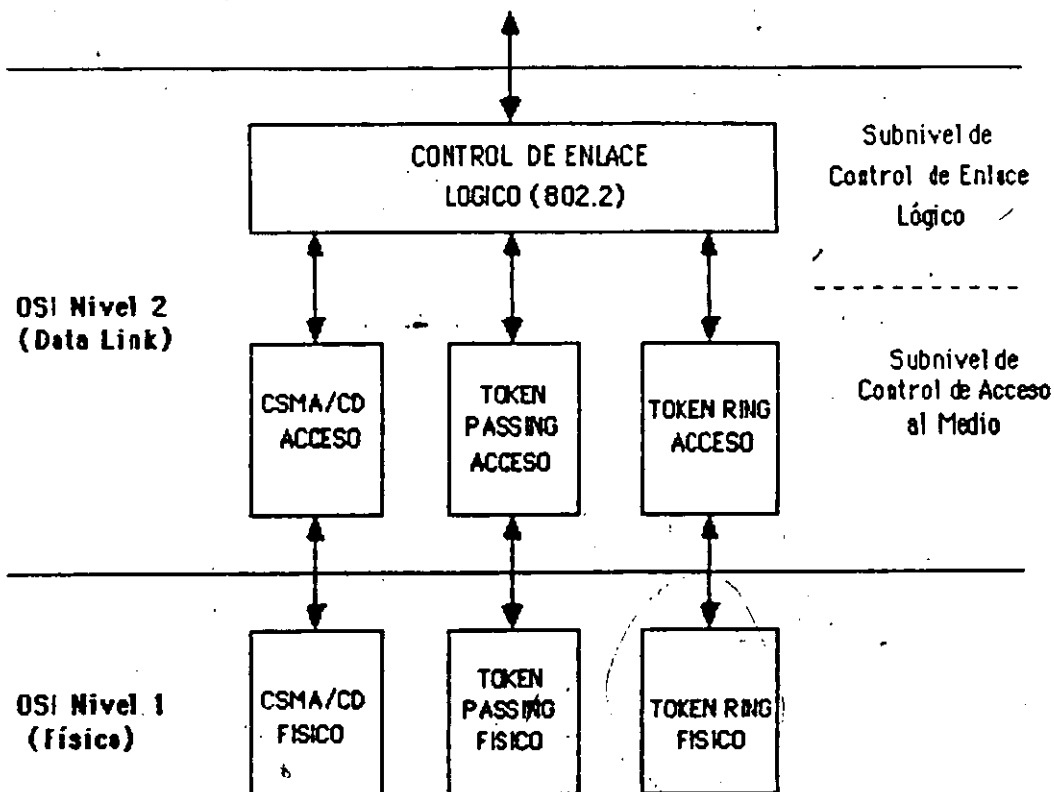 CONTROL DE ENLACE
LOGICO (802.2)
Subnivel de
Control de Enlace
Lógico
OSI Nivel 2
(Data Link)
CSMA/CD
ACCESO
TOKEN
PASSING
ACCESO
TOKEN RING
ACCESO
Subnivel de
Control de Acceso
al Medio
OSI Nivel 1
(Físico)
CSMA/CD
FISICO
TOKEN
PASSING
FISICO
TOKEN RING
FISICO